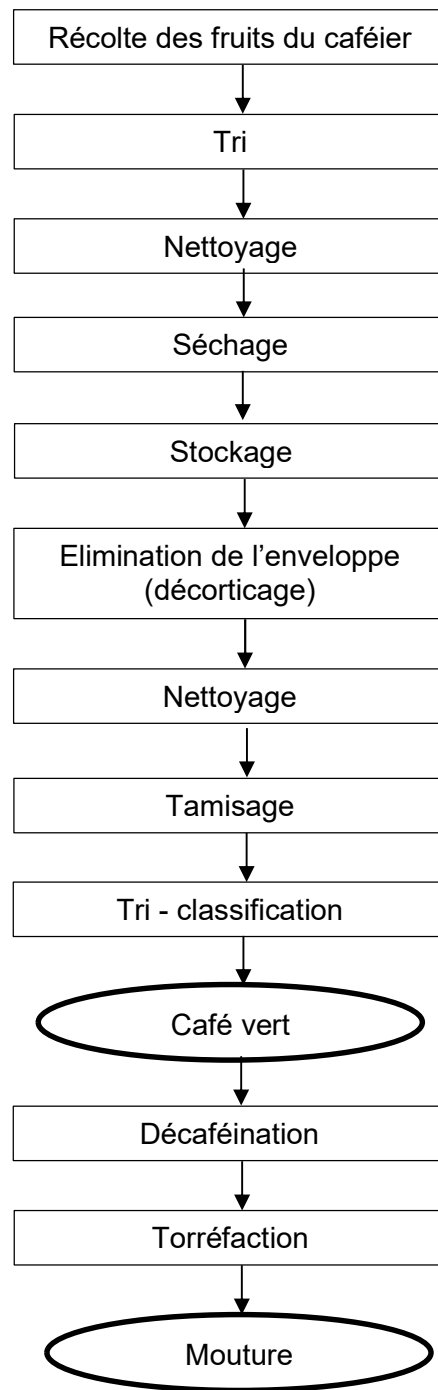 Récolte des fruits du caféier
Tri
Nettoyage
Séchage
Stockage
Elimination de l’enveloppe
(décorticage)
Nettoyage
Tamisage
Tri - classification
Café vert
Décaféination
Torréfaction
Mouture